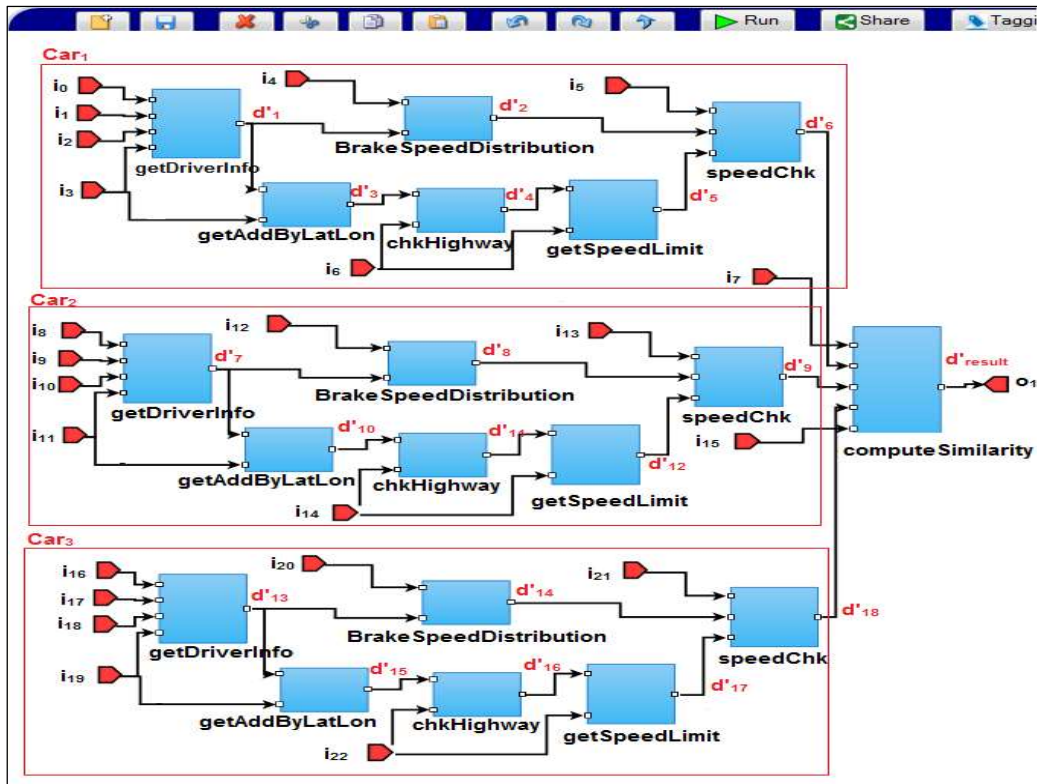 Run Share Taggi
Car₁
i₀
i₁
i₂
i₃
i₄
i₅
i₆
i₇
getDriverInfo
d'₁
BrakeSpeedDistribution
d'₂
getAddByLatLon
d'₃
chkHighway
d'₄
getSpeedLimit
d'₅
speedChk
d'₆
Car₂
i₈
i₉
i₁₀
i₁₁
i₁₂
i₁₃
i₁₄
i₁₅
getDriverInfo
d'₇
BrakeSpeedDistribution
d'₈
speedChk
d'₉
getAddByLatLon
d'₁₀
chkHighway
d'₁₁
getSpeedLimit
d'₁₂
computeSimilarity
d'result
o₁
Car₃
i₁₆
i₁₇
i₁₈
i₁₉
i₂₀
i₂₁
i₂₂
getDriverInfo
d'₁₃
BrakeSpeedDistribution
d'₁₄
getAddByLatLon
d'₁₅
chkHighway
d'₁₆
getSpeedLimit
d'₁₇
speedChk
d'₁₈